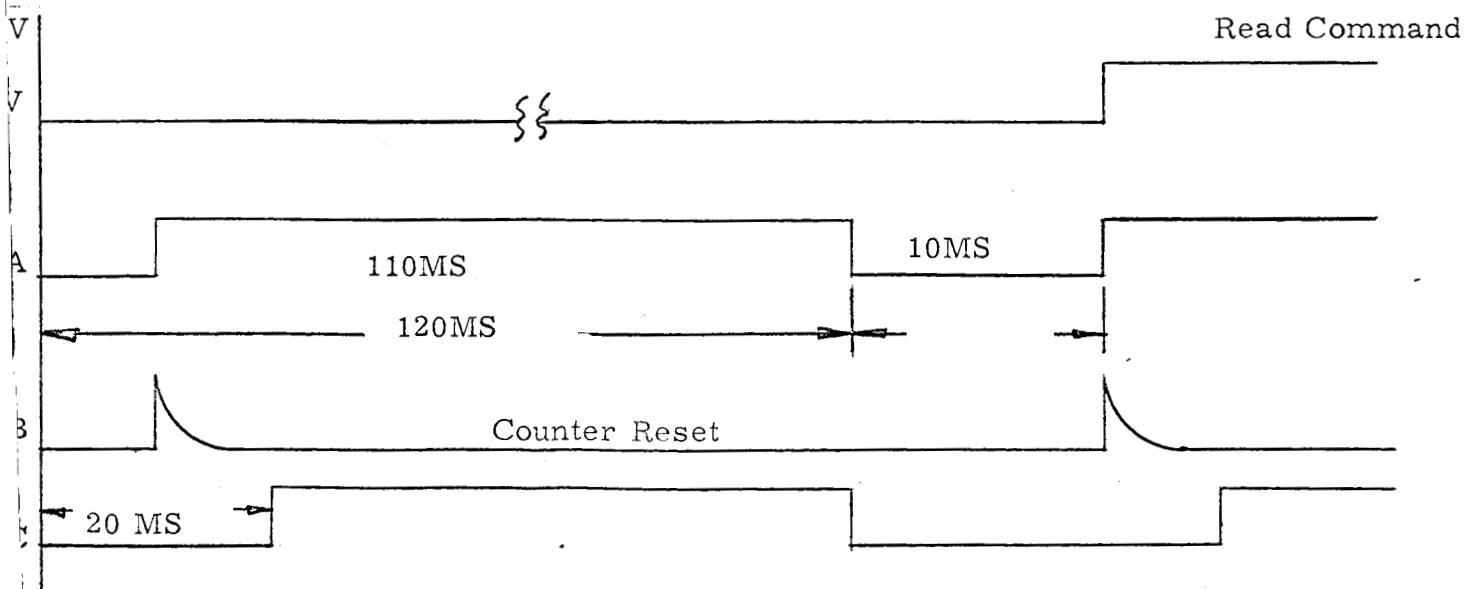 V
Read Command
V
A
110MS
10MS
120MS
B
Counter Reset
20 MS